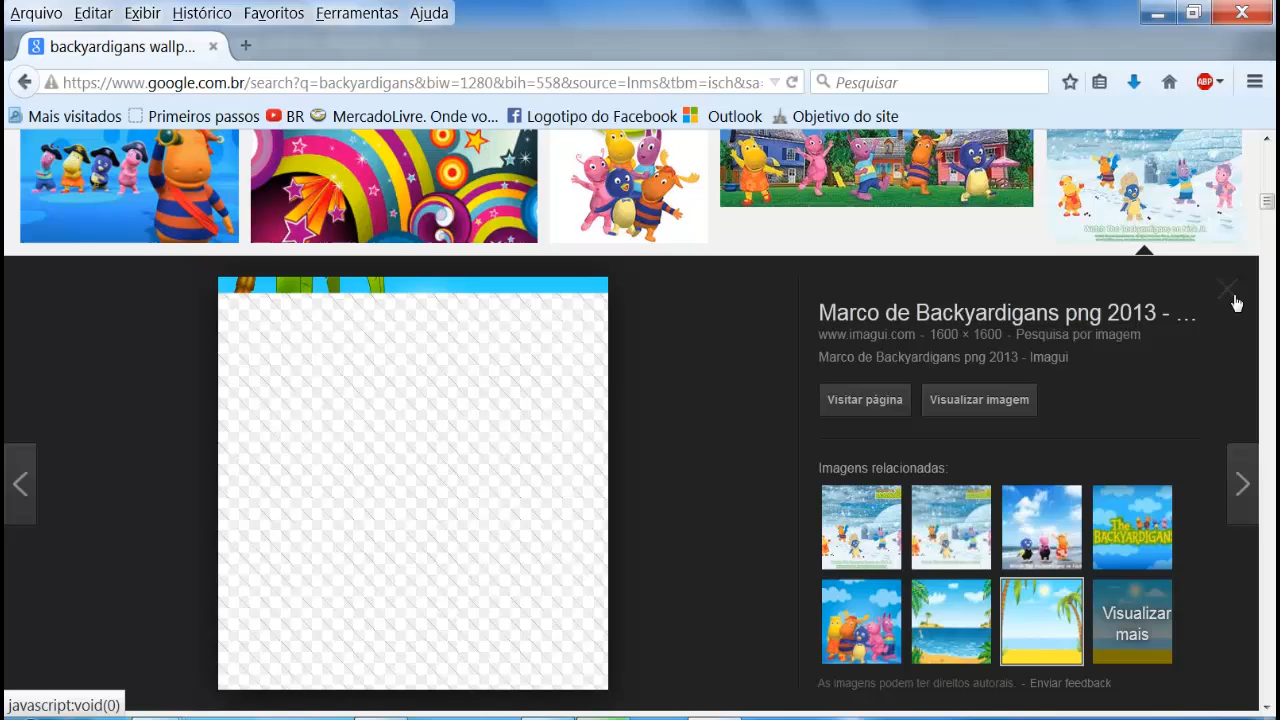 Arquivo Editar Exibir Histórico Favoritos Ferramentas Ajuda
backyardigans wallp...
https://www.google.com.br/search?q=backyardigans&biw=1280&bih=558&source=lnms&tbm=isch&sa: Pesquisar
ABP
Mais visitados Primeiros passos BR MercadoLivre. Onde vo... Logotipo do Facebook Outlook Objetivo do site
Marco de Backyardigans png 2013 - ...
www.imagui.com - 1600 × 1600 - Pesquisa por imagem
Marco de Backyardigans png 2013 - Imagui
Visitar página Visualizar imagem
Imagens relacionadas:
The
BACKYARDIGAN
Visualizar
mais
As imagens podem ter direitos autorais. - Enviar feedback
javascript:void(0)